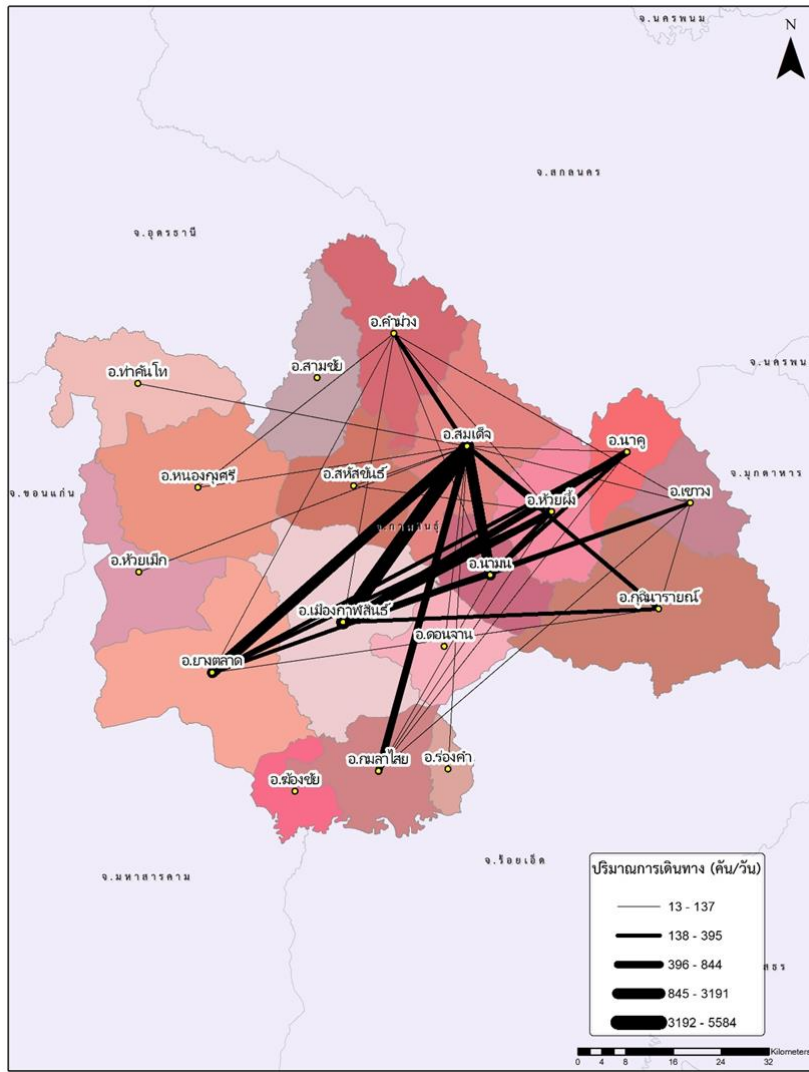 จ.นครพนม
N
จ.สกลนคร
จ.อุดรธานี
อ.คำม่วง
จ.นครพน
อ.ท่าคันโท
อ.สามชัย
อ.สมเด็จ
อ.นาคู
จ.มุกดาหาร
อ.หนองกุงศรี
อ.สหัสขันธ์
อ.เขาวง
จ.ขอนแก่น
อ.ห้วยผึ้ง
อ.ห้วยเม็ก
อ.นามน
อ.เมืองกาฬสินธุ์
อ.กุฉินารายณ์
อ.ดอนจาน
อ.ยางตลาด
อ.กมลาไสย
อ.ร่องคำ
อ.ฆ้องชัย
จ.มหาสารคาม
จ.ร้อยเอ็ด
ปริมาณการเดินทาง (คัน/วัน)
13 - 137
138 - 395
396 - 844
845 - 3191
3192 - 5584
สธร
Kilometers
0 4 8 16 24 32